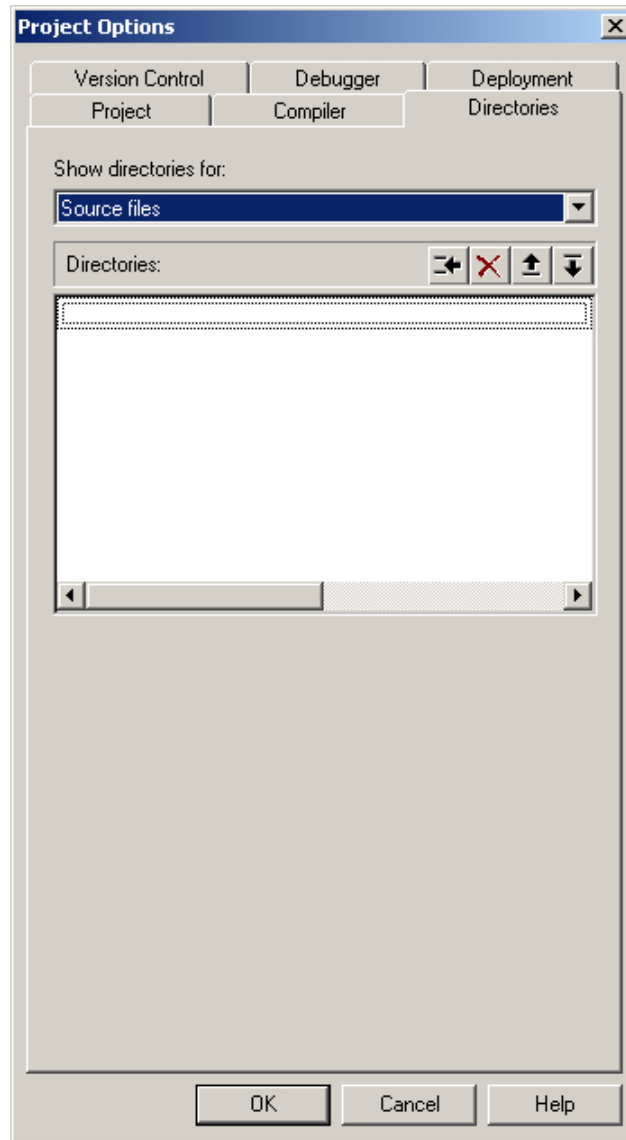 Project Options
Version Control Debugger Deployment
Project Compiler Directories
Show directories for:
Source files
Directories:
OK Cancel Help